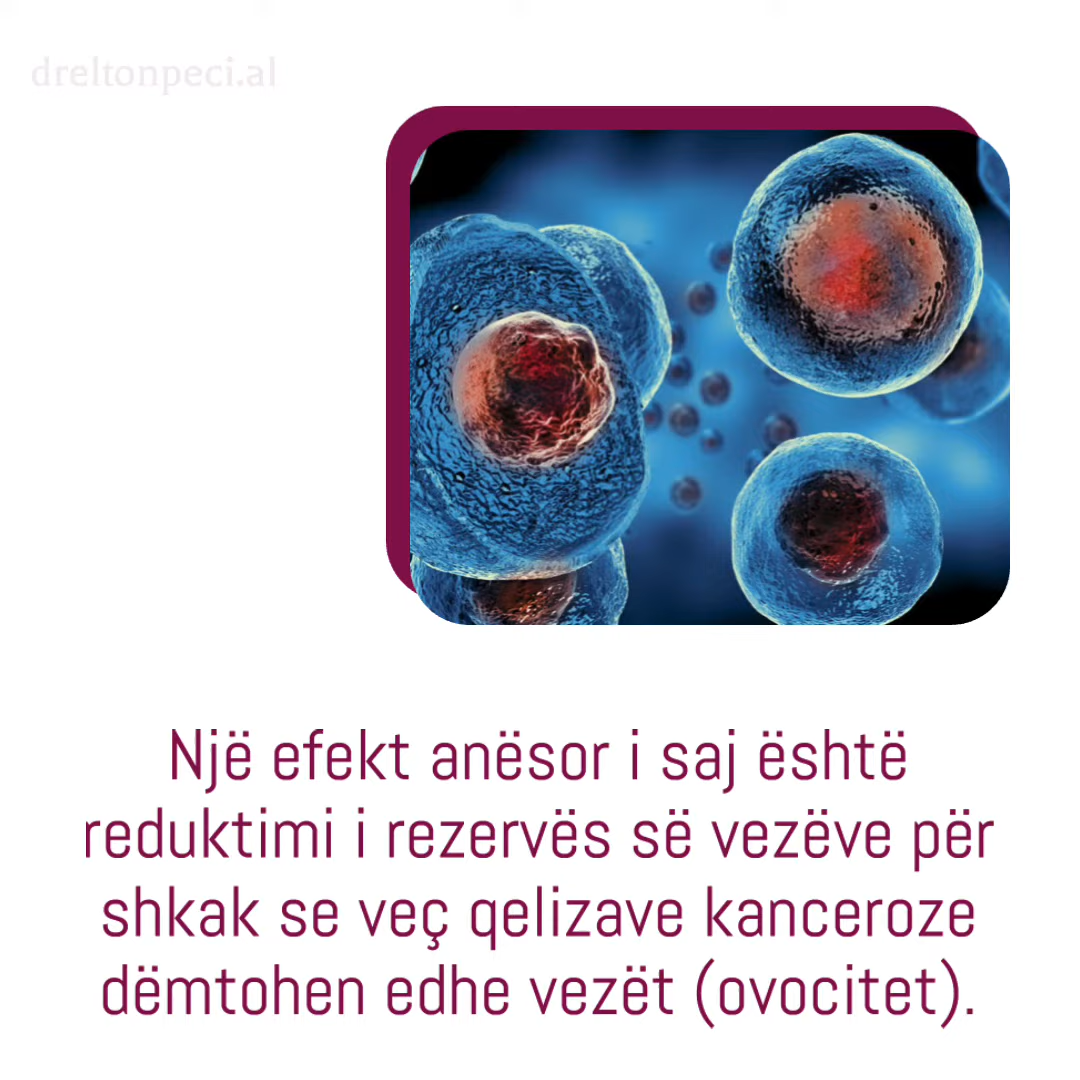 dreltonpeci.al
Një efekt anësor i saj është
reduktimi i rezervës së vezëve për
shkak se veç qelizave kanceroze
dëmtohen edhe vezët (ovocitet).